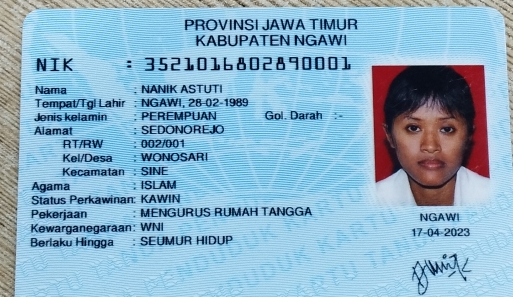 PROVINSI JAWA TIMUR
KABUPATEN NGAWI
NIK : 3521016802890001
Nama : NANIK ASTUTI
Tempat/Tgl Lahir : NGAWI, 28-02-1989
Jenis kelamin : PEREMPUAN Gol. Darah :-
Alamat : SEDONOREJO
RT/RW : 002/001
Kel/Desa : WONOSARI
Kecamatan : SINE
Agama : ISLAM
Status Perkawinan: KAWIN
Pekerjaan : MENGURUS RUMAH TANGGA
Kewarganegaraan: WNI
Berlaku Hingga : SEUMUR HIDUP
NGAWI
17-04-2023